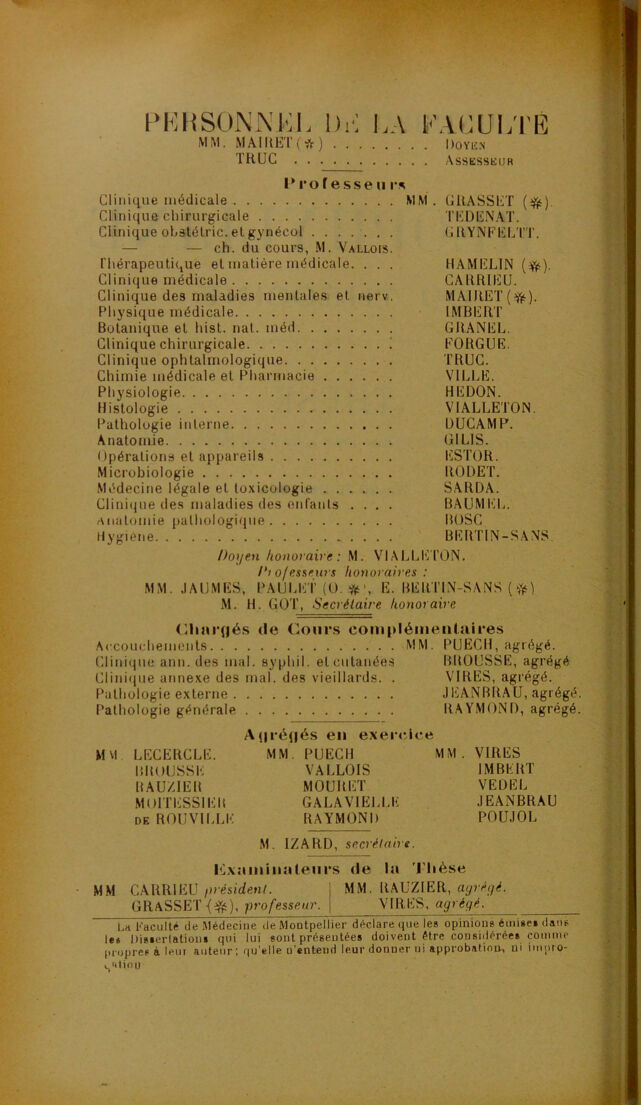 PERSONNEL DE LA FACULTÉ
MM. MAIRET (✻) . . . . . . . . DOYEN
TRUC . . . . . . . . . . . ASSESSEUR
Professeurs
Clinique médicale . . . . . . . . . . . . . MM. GRASSET (✻).
Clinique chirurgicale . . . . . . . . . . . TEDENAT.
Clinique obstétric. et gynécol . . . . . . . GRYNFELTT.
— — ch. du cours, M. VALLOIS.
Thérapeutique et matière médicale. . . . HAMELIN (✻).
Clinique médicale . . . . . . . . . . . . . CARRIEU.
Clinique des maladies mentales et nerv. MAIRET (✻).
Physique médicale. . . . . . . . . . . . . IMBERT
Botanique et hist. nat. méd. . . . . . . . GRANEL.
Clinique chirurgicale. . . . . . . . . . . . FORGUE.
Clinique ophtalmologique. . . . . . . . . TRUC.
Chimie médicale et Pharmacie . . . . . . VILLE.
Physiologie. . . . . . . . . . . . . . . . . HEDON.
Histologie . . . . . . . . . . . . . . . . . VIALLETON.
Pathologie interne. . . . . . . . . . . . . DUCAMP.
Anatomie. . . . . . . . . . . . . . . . . . GILIS.
Opérations et appareils . . . . . . . . . . ESTOR.
Microbiologie . . . . . . . . . . . . . . . RODET.
Médecine légale et toxicologie . . . . . . SARDA.
Clinique des maladies des enfants . . . . BAUMEL.
Anatomie pathologique . . . . . . . . . . BOSC
Hygiène. . . . . . . . . . . . . . . . . . . BERTIN-SANS.
Doyen honoraire : M. VIALLETON.
Professeurs honoraires :
MM. JAUMES, PAULET (O. ✻), E. BERTIN-SANS (✻)
M. H. GOT, Secrétaire honoraire
Chargés de Cours complémentaires
Accouchements. . . . . . . . . . . . . . . MM. PUECH, agrégé.
Clinique ann. des mal. syphil. et cutanées BROUSSE, agrégé
Clinique annexe des mal. des vieillards. . VIRES, agrégé.
Pathologie externe . . . . . . . . . . . . . JEANBRAU, agrégé.
Pathologie générale . . . . . . . . . . . . RAYMOND, agrégé.
Agrégés en exercice
MM. LECERCLE. MM. PUECH MM. VIRES
BROUSSE VALLOIS IMBERT
RAUZIER MOURET VEDEL
MOITESSIER GALAVIELLE JEANBRAU
DE ROUVILLE RAYMOND POUJOL
M. IZARD, secrétaire.
Examinateurs de la Thèse
MM CARRIEU président. MM. RAUZIER, agrégé.
GRASSET (✻), professeur. VIRES, agrégé.
La Faculté de Médecine de Montpellier déclare que les opinions émises dans
les Dissertations qui lui sont présentées doivent être considérées comme
propres à leur auteur ; qu'elle n'entend leur donner ni approbation, ni impro-